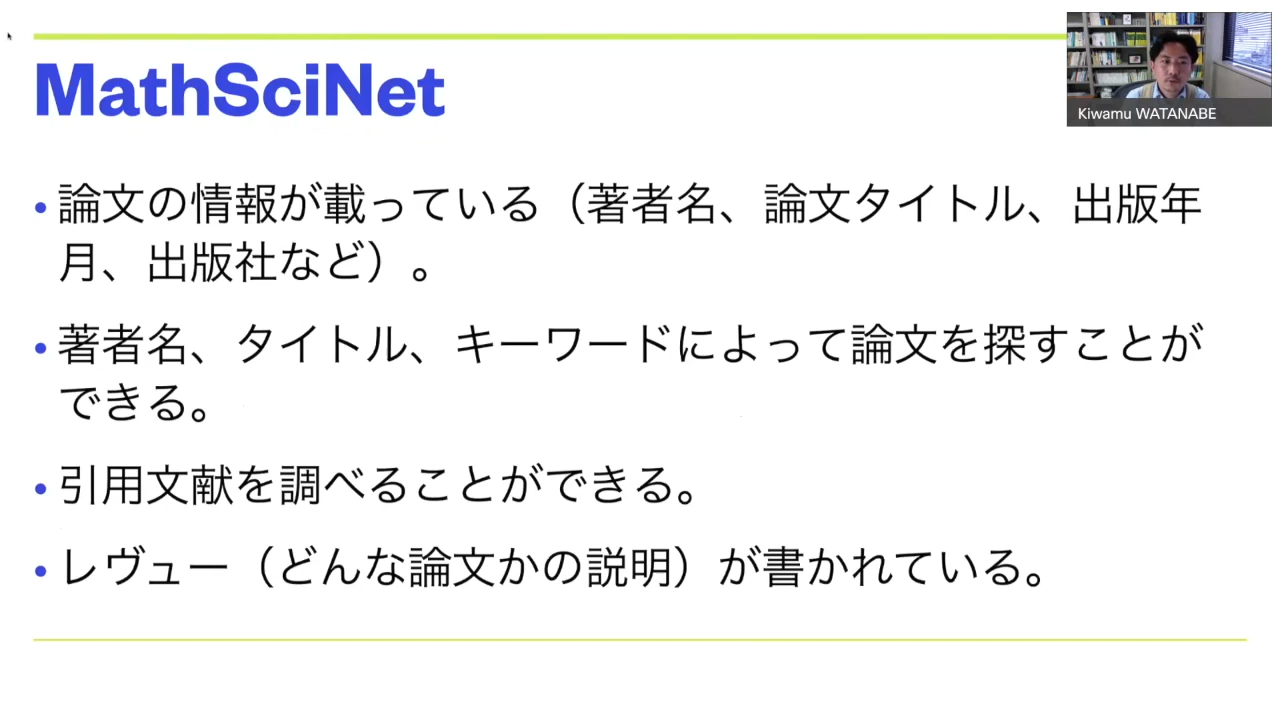 MathSciNet
Kiwamu WATANABE
• 論文の情報が載っている（著者名、論文タイトル、出版年
月、出版社など）。
• 著者名、タイトル、キーワードによって論文を探すことが
できる。
• 引用文献を調べることができる。
• レヴュー（どんな論文かの説明）が書かれている。